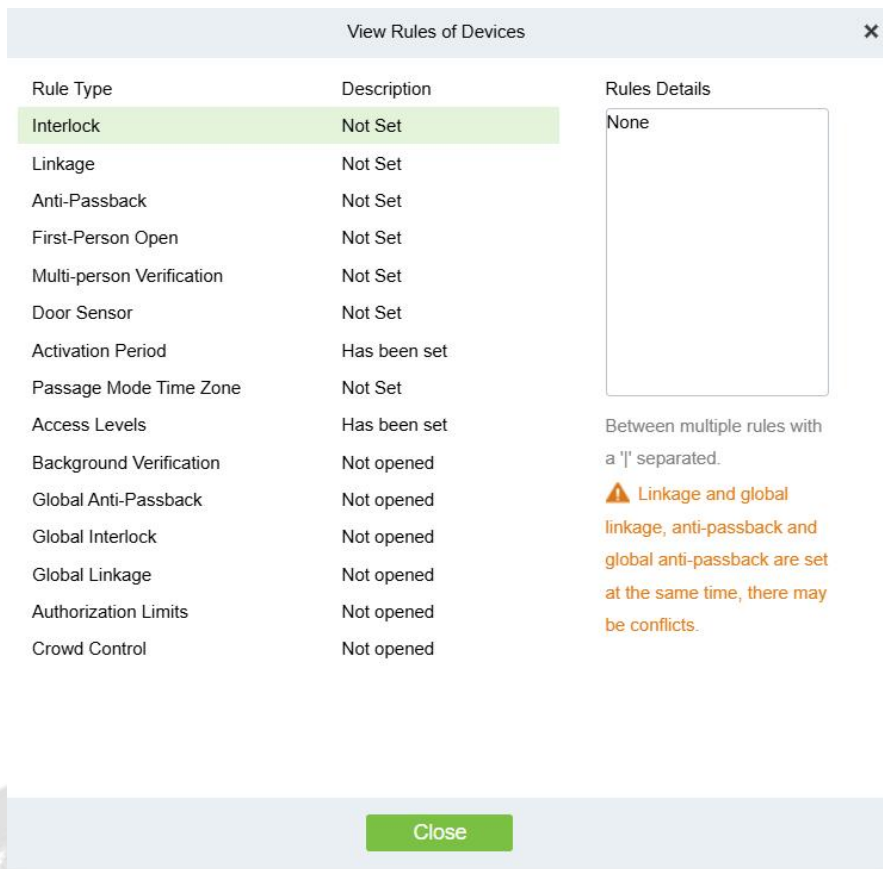 View Rules of Devices
Rule Type Description Rules Details
Interlock Not Set None
Linkage Not Set
Anti-Passback Not Set
First-Person Open Not Set
Multi-person Verification Not Set
Door Sensor Not Set
Activation Period Has been set
Passage Mode Time Zone Not Set
Access Levels Has been set
Background Verification Not opened
Global Anti-Passback Not opened
Global Interlock Not opened
Global Linkage Not opened
Authorization Limits Not opened
Crowd Control Not opened
Between multiple rules with
a '|' separated.
Linkage and global
linkage, anti-passback and
global anti-passback are set
at the same time, there may
be conflicts.
Close